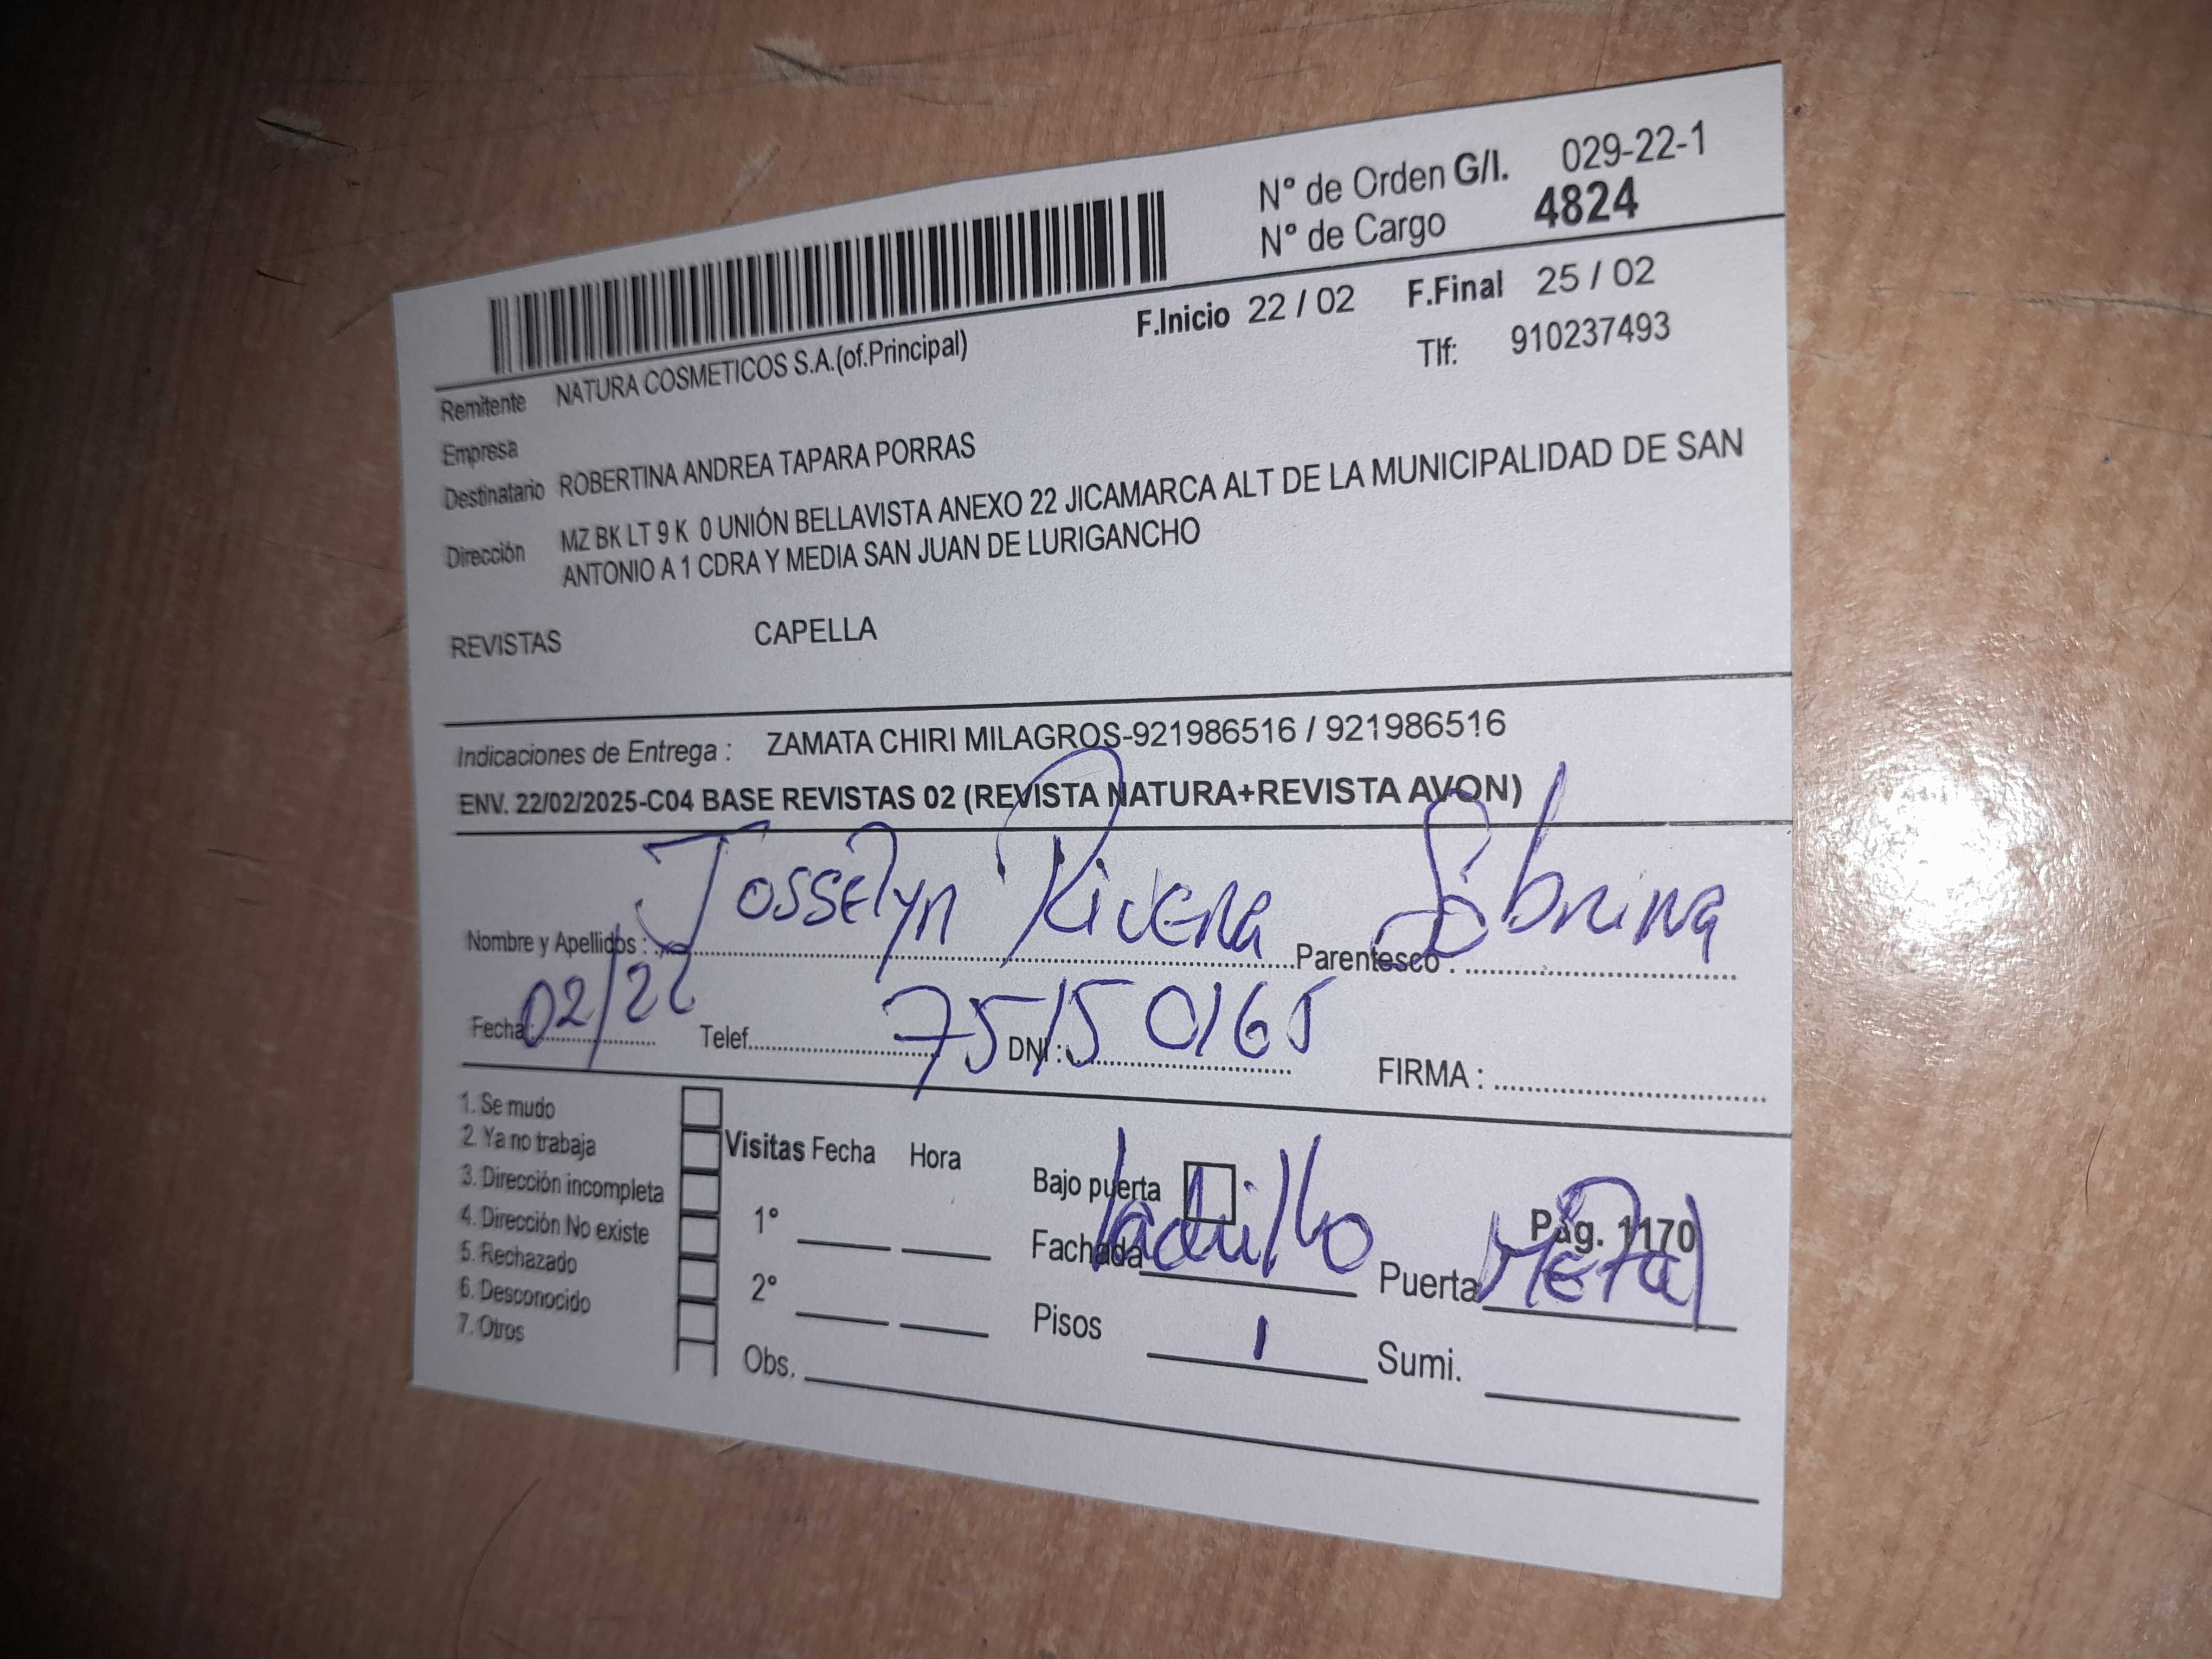 N° de Orden G/I. 029-22-1
N° de Cargo 4824
F.Inicio 22 / 02 F.Final 25 / 02
Remitente NATURA COSMETICOS S.A.(of.Principal) Tlf: 910237493
Empresa
Destinatario ROBERTINA ANDREA TAPARA PORRAS
Dirección MZ BK LT 9 K 0 UNIÓN BELLAVISTA ANEXO 22 JICAMARCA ALT DE LA MUNICIPALIDAD DE SAN
ANTONIO A 1 CDRA Y MEDIA SAN JUAN DE LURIGANCHO
REVISTAS CAPELLA
Indicaciones de Entrega : ZAMATA CHIRI MILAGROS-921986516 / 921986516
ENV. 22/02/2025-C04 BASE REVISTAS 02 (REVISTA NATURA+REVISTA AVON)
Nombre y Apellidos : Josselyn Rivera Parentesco : Sobrina
Fecha: 02/22 Telef. DNI : 75150165 FIRMA :
1. Se mudo
2. Ya no trabaja
3. Dirección incompleta
4. Dirección No existe
5. Rechazado
6. Desconocido
7. Otros
Visitas Fecha Hora
1°
2°
Obs.
Bajo puerta Pág. 1170
Fachada ladrillo Puerta Metal
Pisos 1 Sumi.